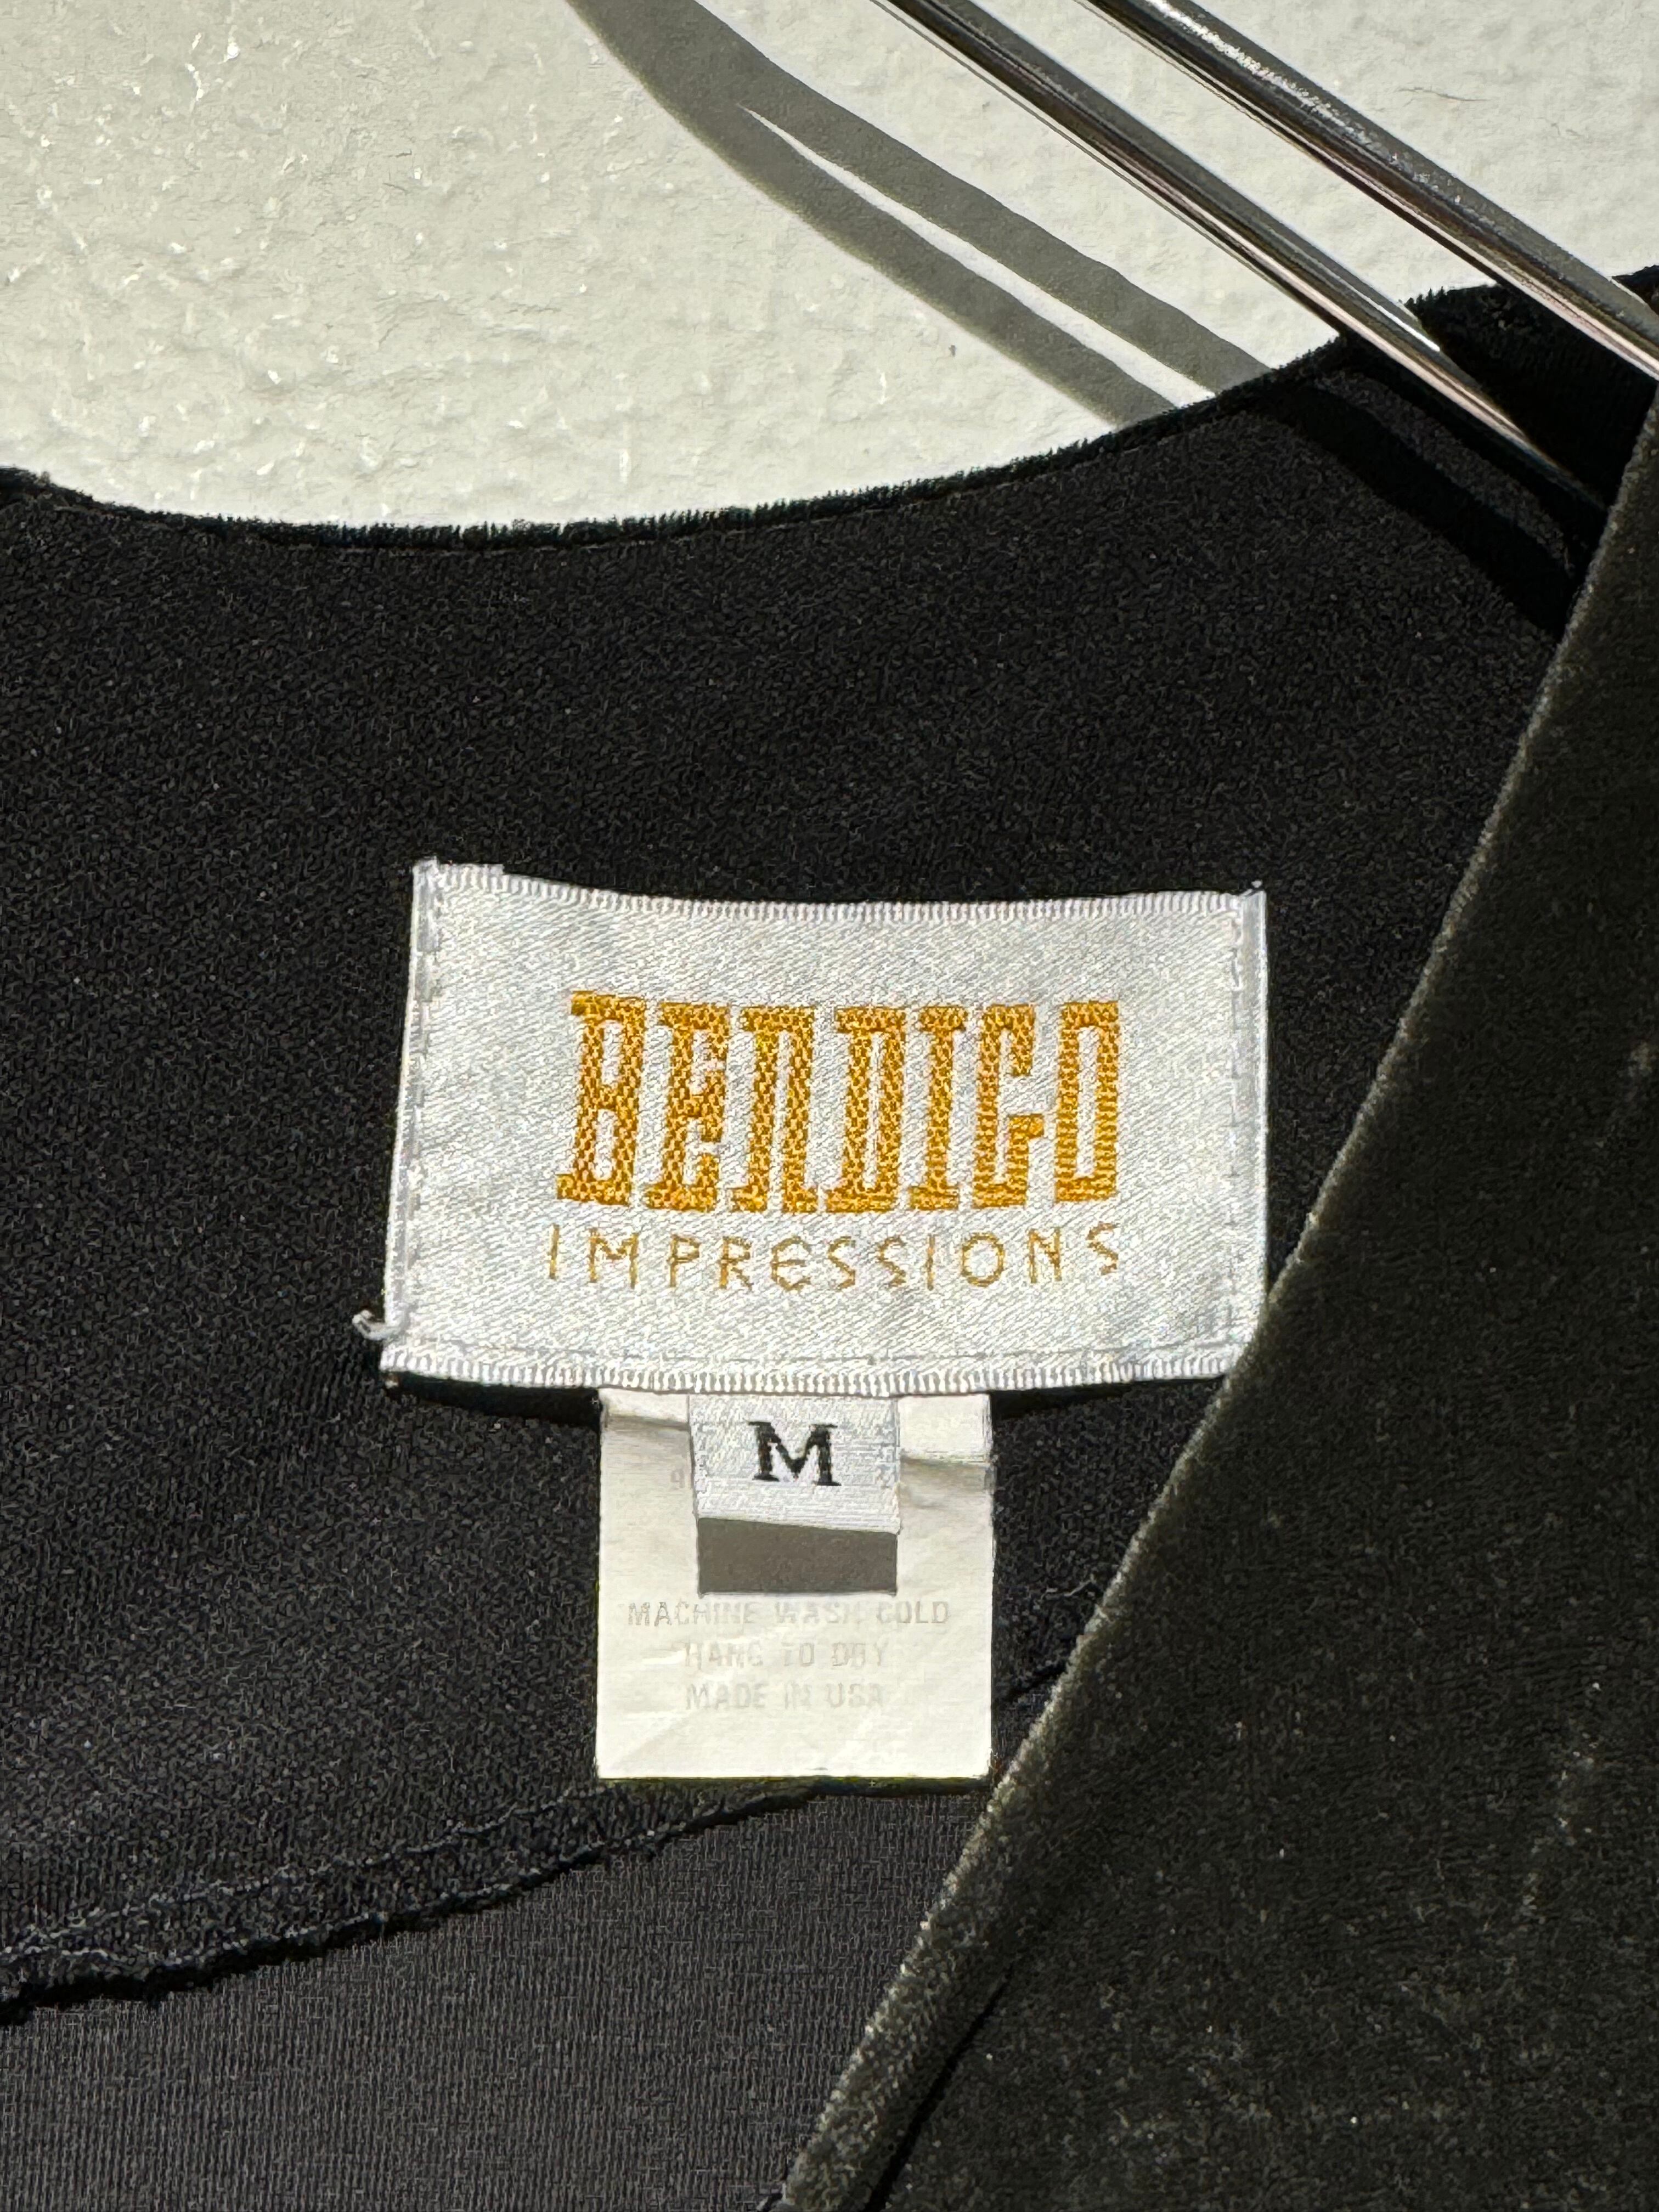 BENDIGO
IMPRESSIONS
M
MACHINE WASH COLD
HANG TO DRY
MADE IN USA